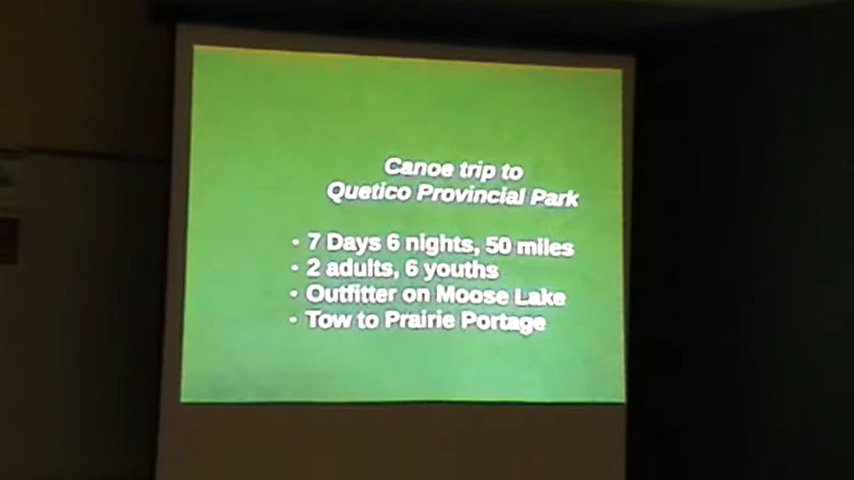 Canoe trip to
Quetico Provincial Park
• 7 Days 6 nights, 50 miles
• 2 adults, 6 youths
• Outfitter on Moose Lake
• Tow to Prairie Portage